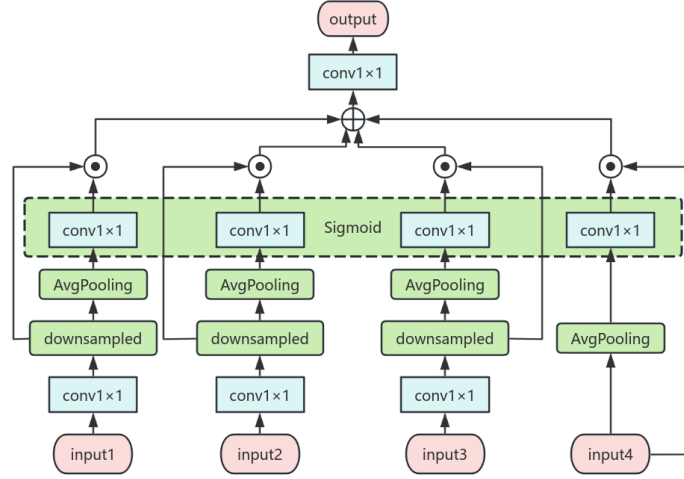 output
conv1×1
conv1×1
conv1×1
Sigmoid
conv1×1
conv1×1
AvgPooling
AvgPooling
AvgPooling
downsampled
downsampled
downsampled
AvgPooling
conv1×1
conv1×1
conv1×1
input1
input2
input3
input4